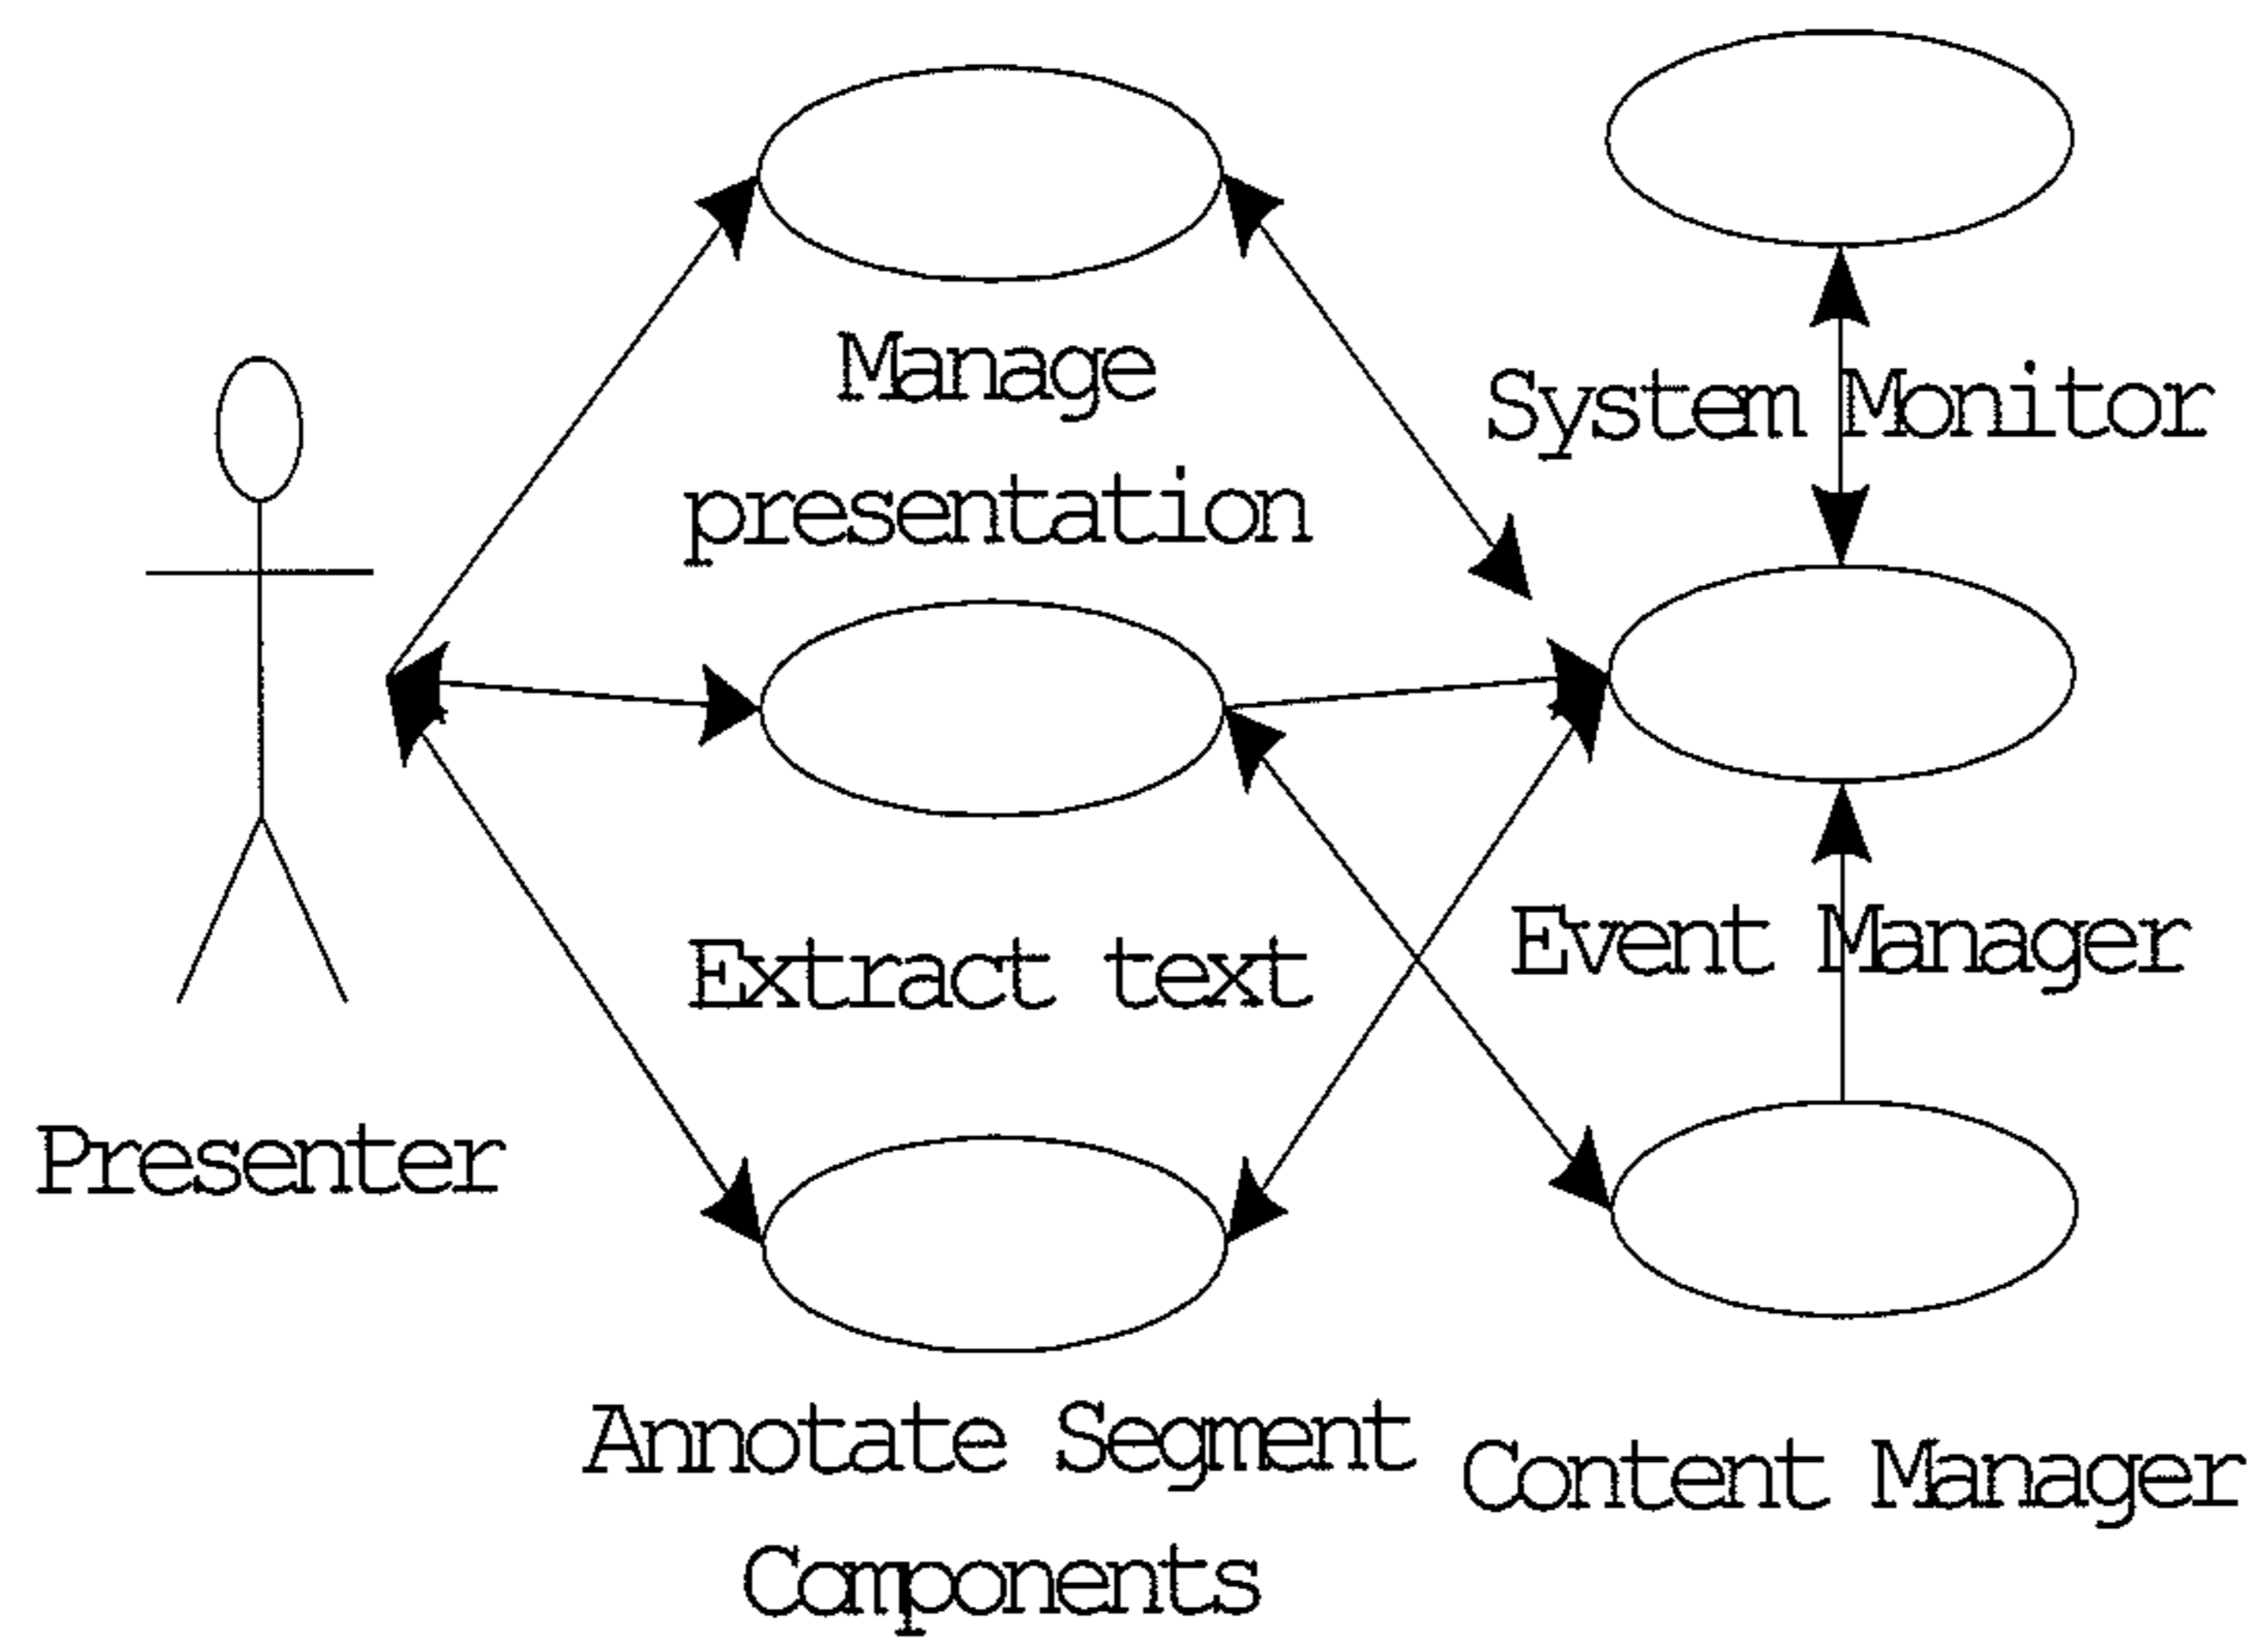 Manage
presentation
System Monitor
Extract text
Event Manager
Presenter
Annotate Segment
Components
Content Manager